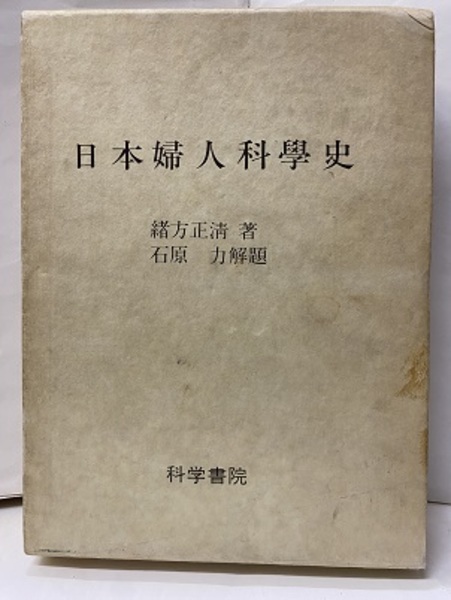 日本婦人科學史
緒方正清 著
石原 力解題
科学書院